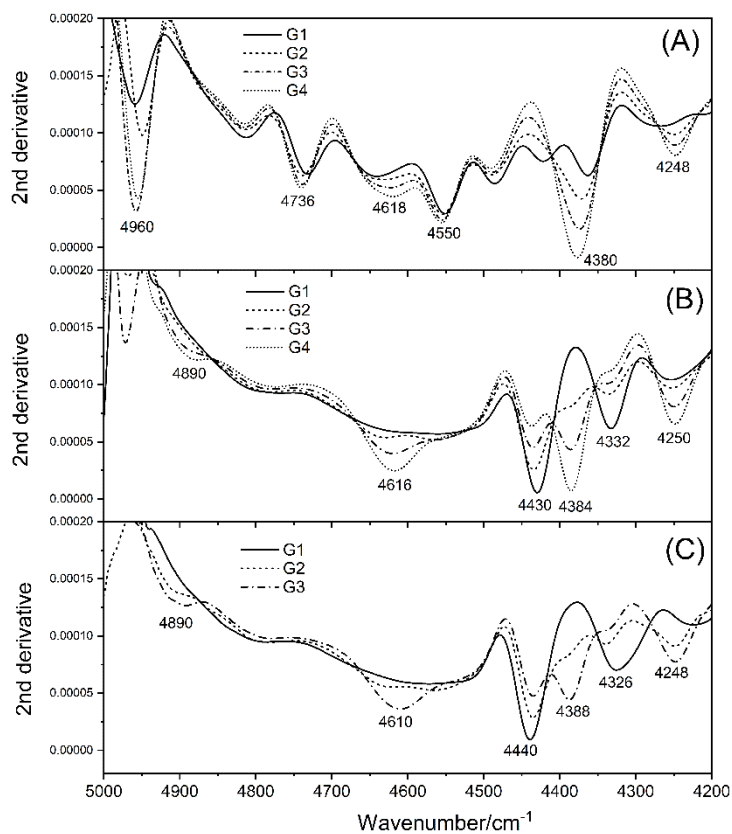 0.00020
0.00015
0.00010
0.00005
0.00000
2nd derivative
G1
G2
G3
G4
(A)
4960
4736
4618
4550
4380
4248
0.00020
0.00015
0.00010
0.00005
0.00000
2nd derivative
G1
G2
G3
G4
(B)
4890
4616
4430
4384
4332
4250
0.00020
0.00015
0.00010
0.00005
0.00000
2nd derivative
G1
G2
G3
(C)
4890
4610
4440
4388
4326
4248
5000 4900 4800 4700 4600 4500 4400 4300 4200
Wavenumber/cm⁻¹